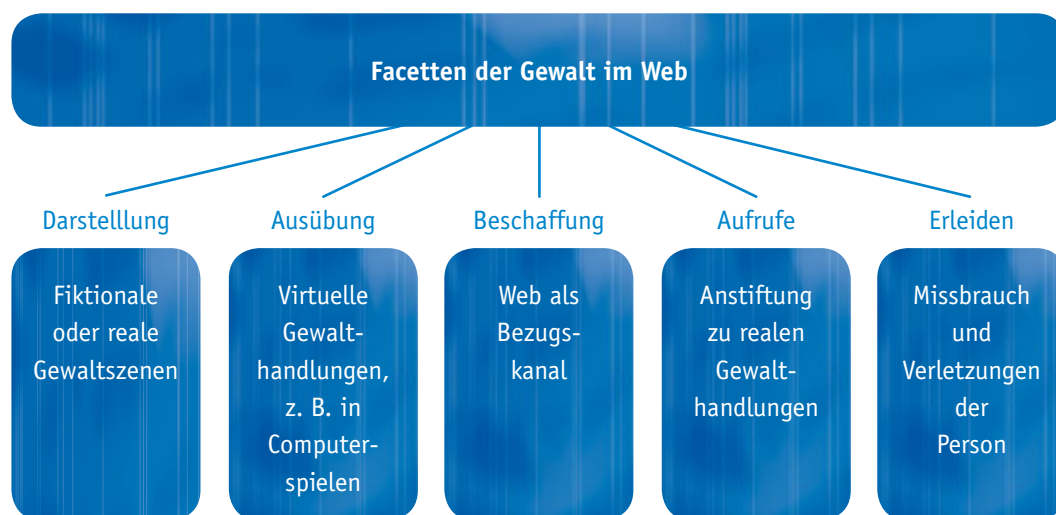 Facetten der Gewalt im Web
Darstelllung
Fiktionale
oder reale
Gewaltszenen
Ausübung
Virtuelle
Gewalt-
handlungen,
z. B. in
Computer-
spielen
Beschaffung
Web als
Bezugs-
kanal
Aufrufe
Anstiftung
zu realen
Gewalt-
handlungen
Erleiden
Missbrauch
und
Verletzungen
der
Person